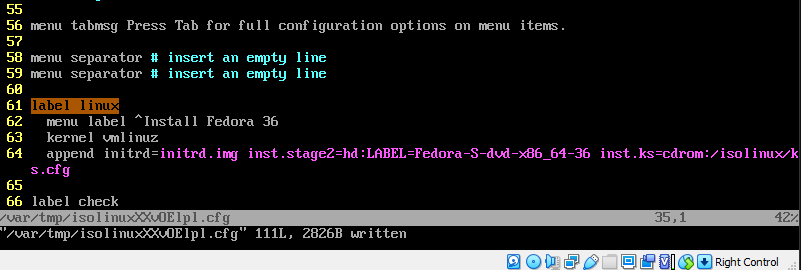 55
56 menu tabmsg Press Tab for full configuration options on menu items.
57
58 menu separator # insert an empty line
59 menu separator # insert an empty line
60
61 label linux
62   menu label ^Install Fedora 36
63   kernel vmlinuz
64   append initrd=initrd.img inst.stage2=hd:LABEL=Fedora-S-dvd-x86_64-36 inst.ks=cdrom:/isolinux/k
s.cfg
65
66 label check
/var/tmp/isolinuxXXvOElpl.cfg 35,1 42%
"/var/tmp/isolinuxXXvOElpl.cfg" 111L, 2826B written
Right Control